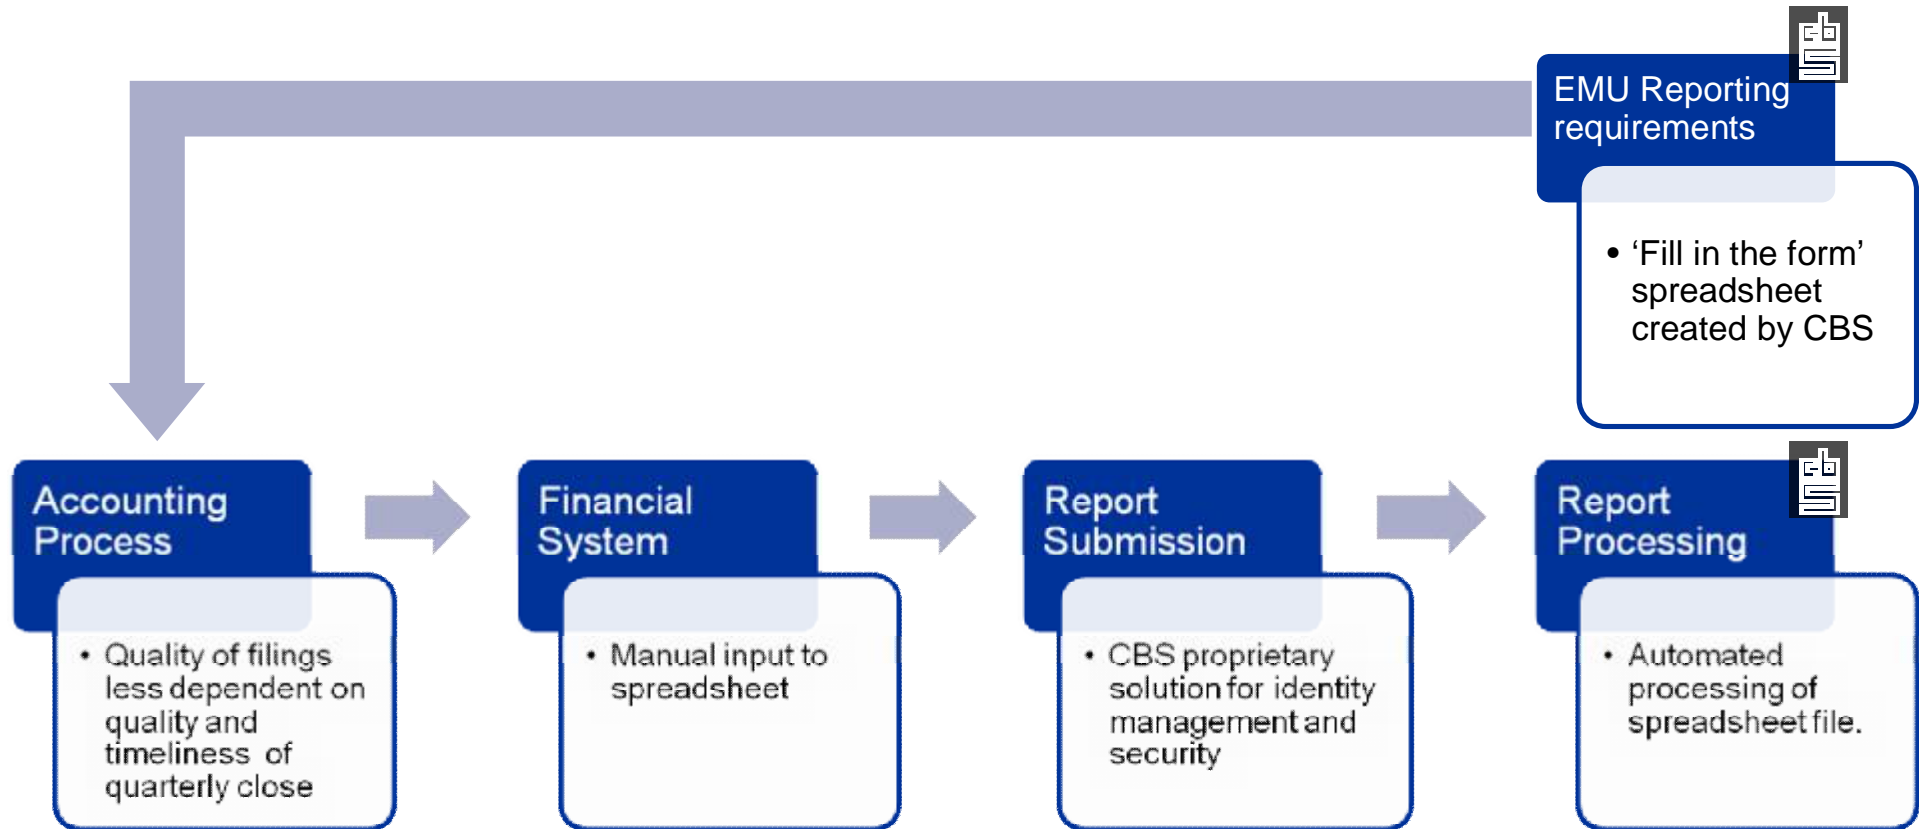 cbs
EMU Reporting
requirements
• ‘Fill in the form’
spreadsheet
created by CBS
Accounting
Process
• Quality of filings
less dependent on
quality and
timeliness of
quarterly close
Financial
System
• Manual input to
spreadsheet
Report
Submission
• CBS proprietary
solution for identity
management and
security
cbs
Report
Processing
• Automated
processing of
spreadsheet file.